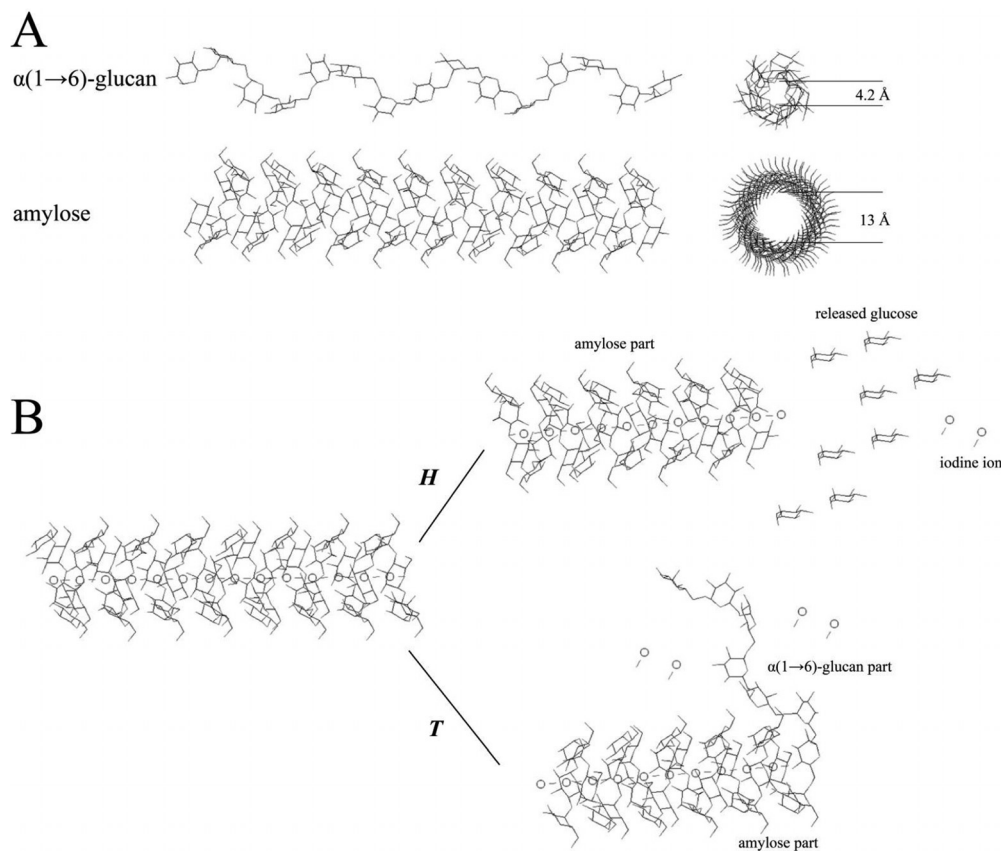 A
α(1→6)-glucan
4.2 Å
amylose
13 Å
released glucose
amylose part
B
H
iodine ion
α(1→6)-glucan part
T
amylose part